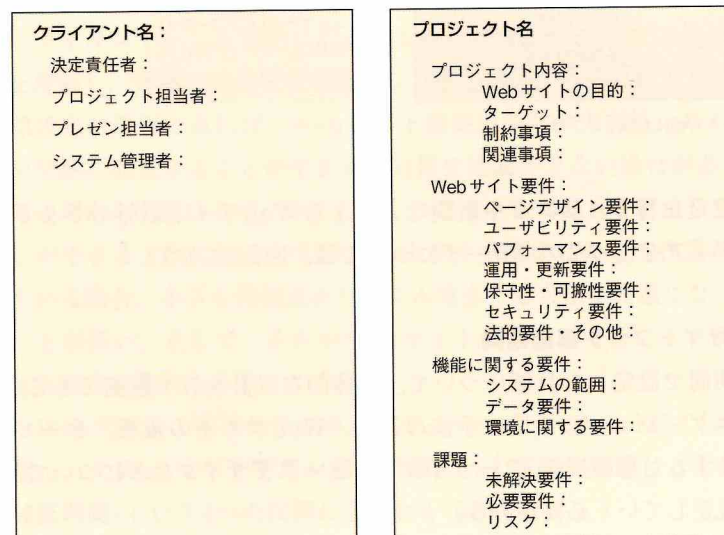 クライアント名：
決定責任者：
プロジェクト担当者：
プレゼン担当者：
システム管理者：
プロジェクト名
プロジェクト内容：
Webサイトの目的：
ターゲット：
制約事項：
関連事項：
Webサイト要件：
ページデザイン要件：
ユーザビリティ要件：
パフォーマンス要件：
運用・更新要件：
保守性・可搬性要件：
セキュリティ要件：
法的要件・その他：
機能に関する要件：
システムの範囲：
データ要件：
環境に関する要件：
課題：
未解決要件：
必要要件：
リスク：